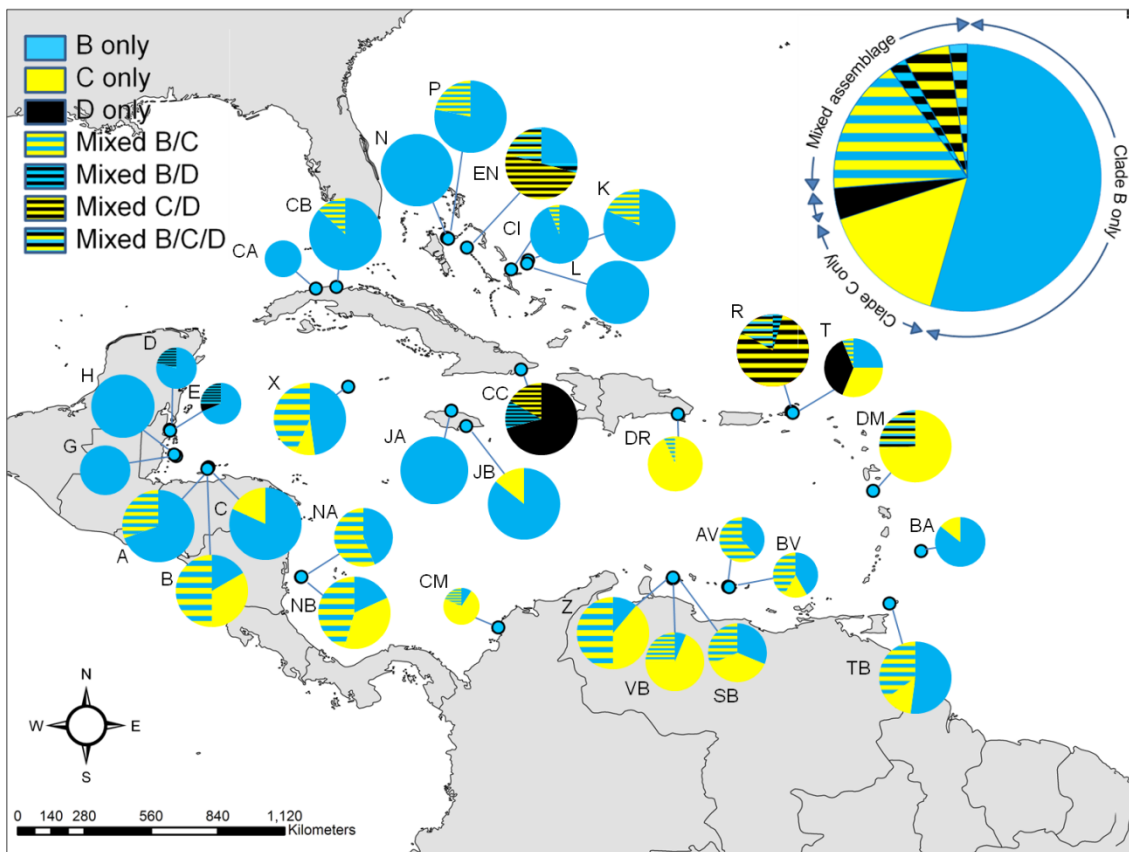 B only
C only
D only
Mixed B/C
Mixed B/D
Mixed C/D
Mixed B/C/D
Mixed assemblage
Clade B only
Clade C only
P
N
EN
K
CB
CI
CA
L
R
T
D
H
E
X
CC
DM
G
JA
JB
DR
C
NA
AV
BV
BA
A
B
NB
CM
Z
VB
SB
TB
N
W
E
S
0 140 280 560 840 1,120
Kilometers